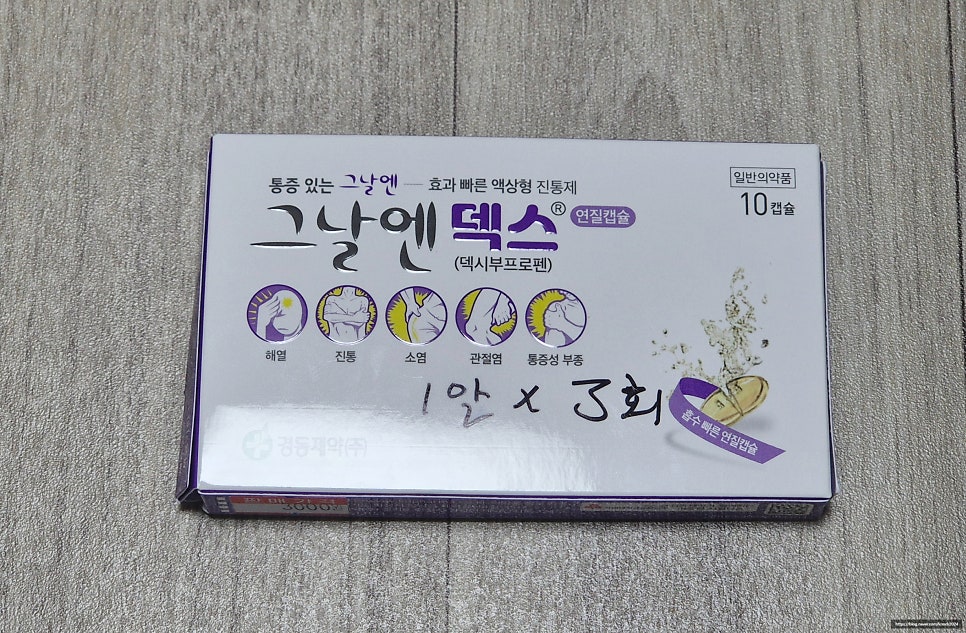 통증 있는 그날엔 — 효과 빠른 액상형 진통제
일반의약품
10캡슐
그날엔 덱스® 연질캡슐
(덱시부프로펜)
해열 진통 소염 관절염 통증성 부종
1알 x 3회
흡수 빠른 연질캡슐
경동제약(주)
3000